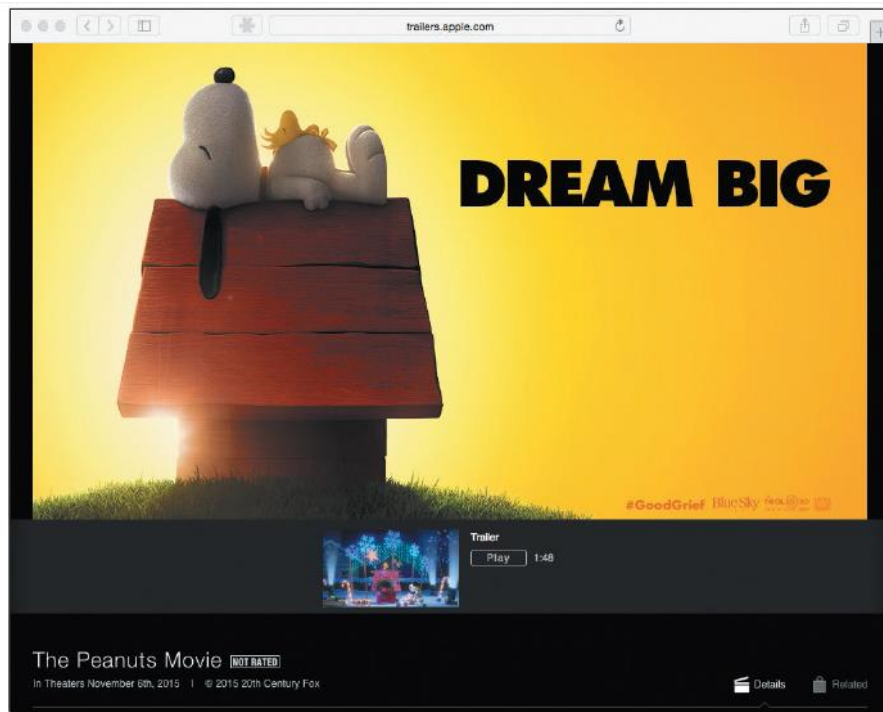 trailers.apple.com
DREAM BIG
#GoodGrief BlueSky
Trailer
Play 1:48
The Peanuts Movie NOT RATED
In Theaters November 6th, 2015 | © 2015 20th Century Fox
Details Related